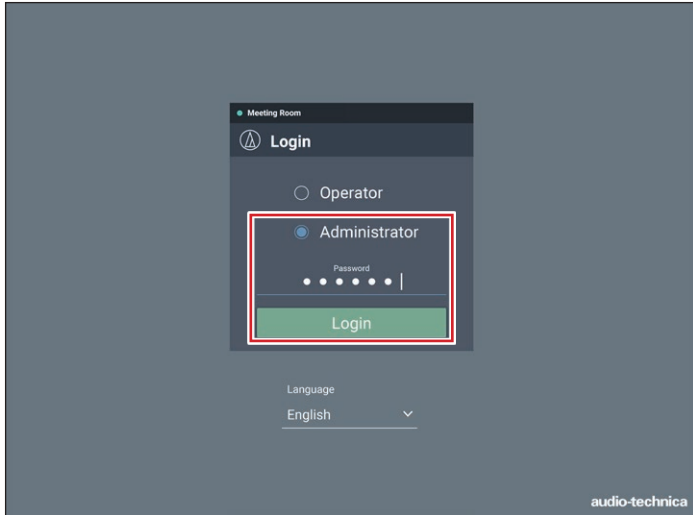 Meeting Room
Login
Operator
Administrator
Password
Login
Language
English
audio-technica